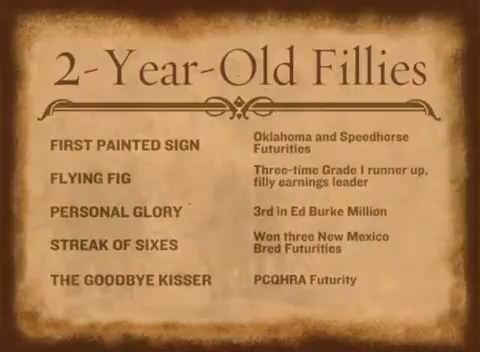 2-Year-Old Fillies
FIRST PAINTED SIGN
Oklahoma and Speedhorse
Futurities
FLYING FIG
Three-time Grade I runner up,
filly earnings leader
PERSONAL GLORY
3rd in Ed Burke Million
STREAK OF SIXES
Won three New Mexico
Bred Futurities
THE GOODBYE KISSER
PCQHRA Futurity